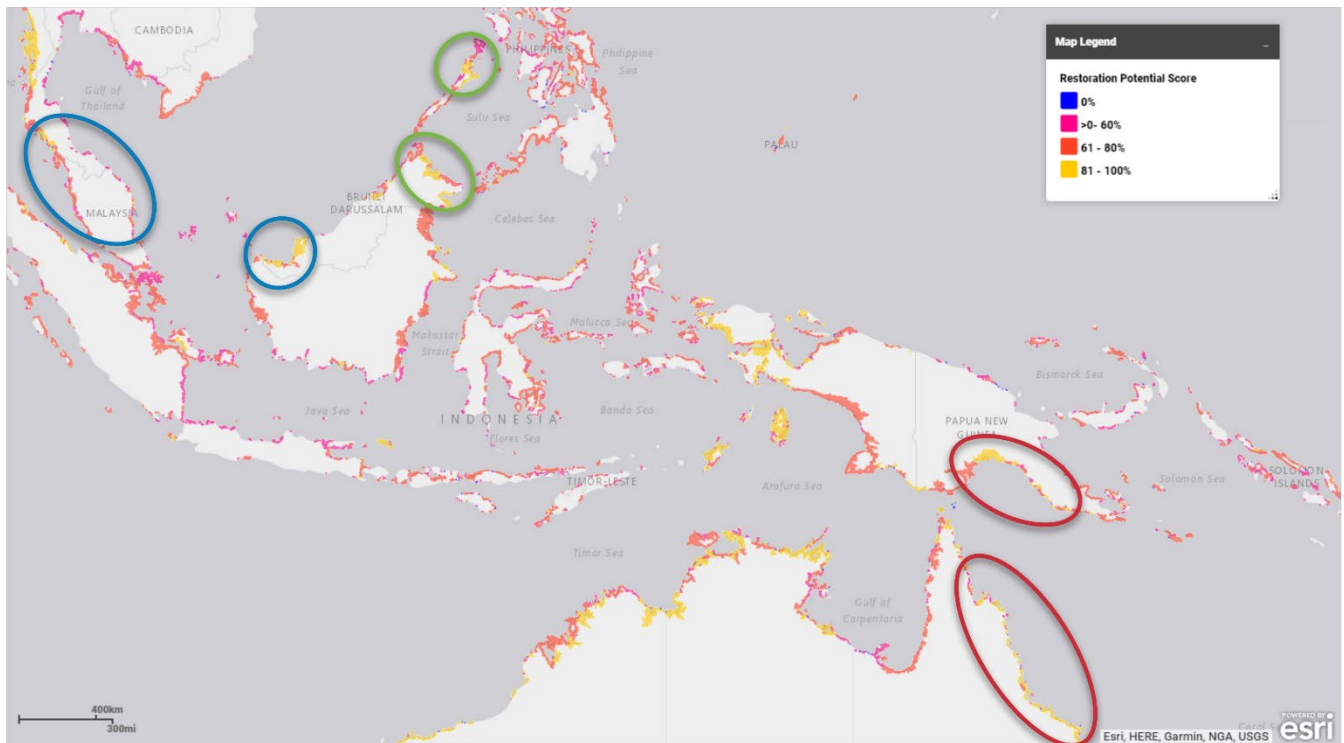 CAMBODIA
PHILIPPINES
Philippine
Sea
Gulf of
Thailand
Sulu Sea
PALAU
MALAYSIA
BRUNEI
DARUSSALAM
Celebes Sea
Makassar
Strait
Molucca Sea
Java Sea
INDONESIA
Banda Sea
Flores Sea
Bismarck Sea
PAPUA NEW
GUINEA
TIMOR-LESTE
Arafura Sea
Solomon Sea
SOLOMON
ISLANDS
Timor Sea
Gulf of
Carpentaria
Map Legend
Restoration Potential Score
0%
>0- 60%
61 - 80%
81 - 100%
400km
300mi
Esri, HERE, Garmin, NGA, USGS
POWERED BY
esri